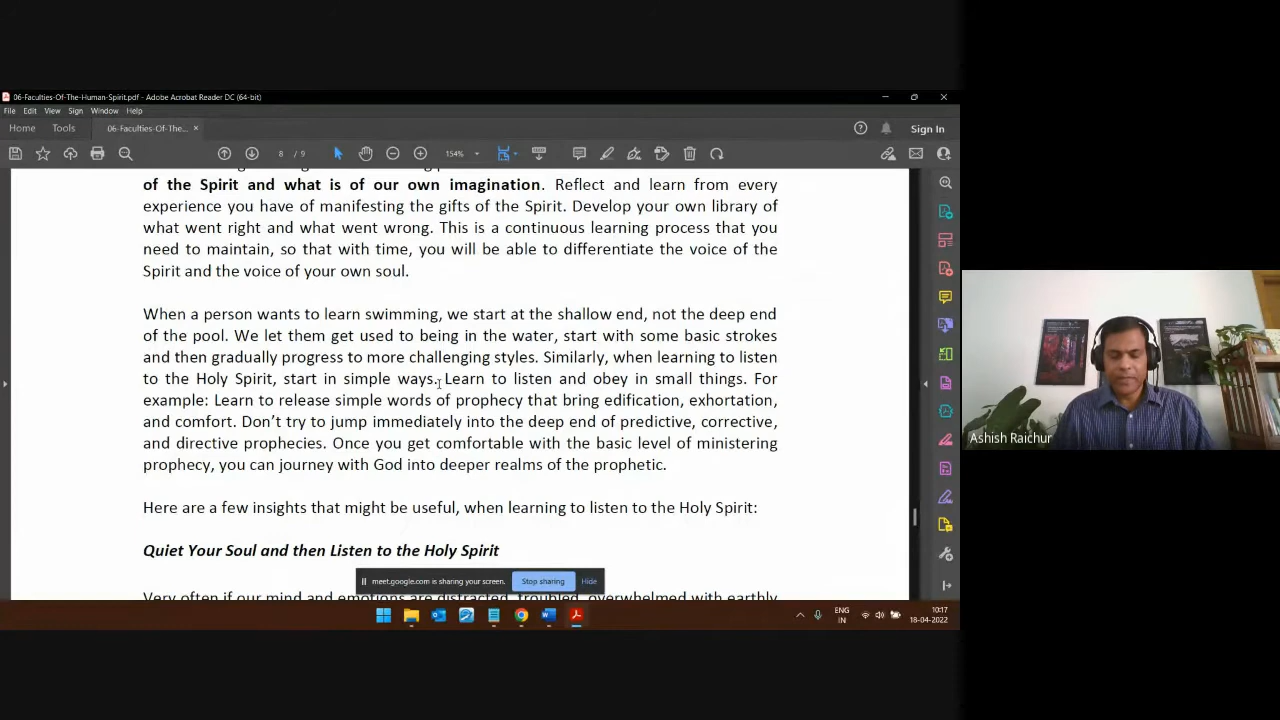 06-Faculties-Of-The-Human-Spirit.pdf - Adobe Acrobat Reader DC (64-bit)
File Edit View Sign Window Help
Home Tools 06-Faculties-Of-The... × Sign In
8 / 9 154%
of the Spirit and what is of our own imagination. Reflect and learn from every
experience you have of manifesting the gifts of the Spirit. Develop your own library of
what went right and what went wrong. This is a continuous learning process that you
need to maintain, so that with time, you will be able to differentiate the voice of the
Spirit and the voice of your own soul.
When a person wants to learn swimming, we start at the shallow end, not the deep end
of the pool. We let them get used to being in the water, start with some basic strokes
and then gradually progress to more challenging styles. Similarly, when learning to listen
to the Holy Spirit, start in simple ways. Learn to listen and obey in small things. For
example: Learn to release simple words of prophecy that bring edification, exhortation,
and comfort. Don't try to jump immediately into the deep end of predictive, corrective,
and directive prophecies. Once you get comfortable with the basic level of ministering
prophecy, you can journey with God into deeper realms of the prophetic.
Here are a few insights that might be useful, when learning to listen to the Holy Spirit:
Quiet Your Soul and then Listen to the Holy Spirit
meet.google.com is sharing your screen. Stop sharing Hide
Very often if our mind and emotions are distracted, troubled, overwhelmed with earthly
ENG
IN
10:17
18-04-2022
Ashish Raichur